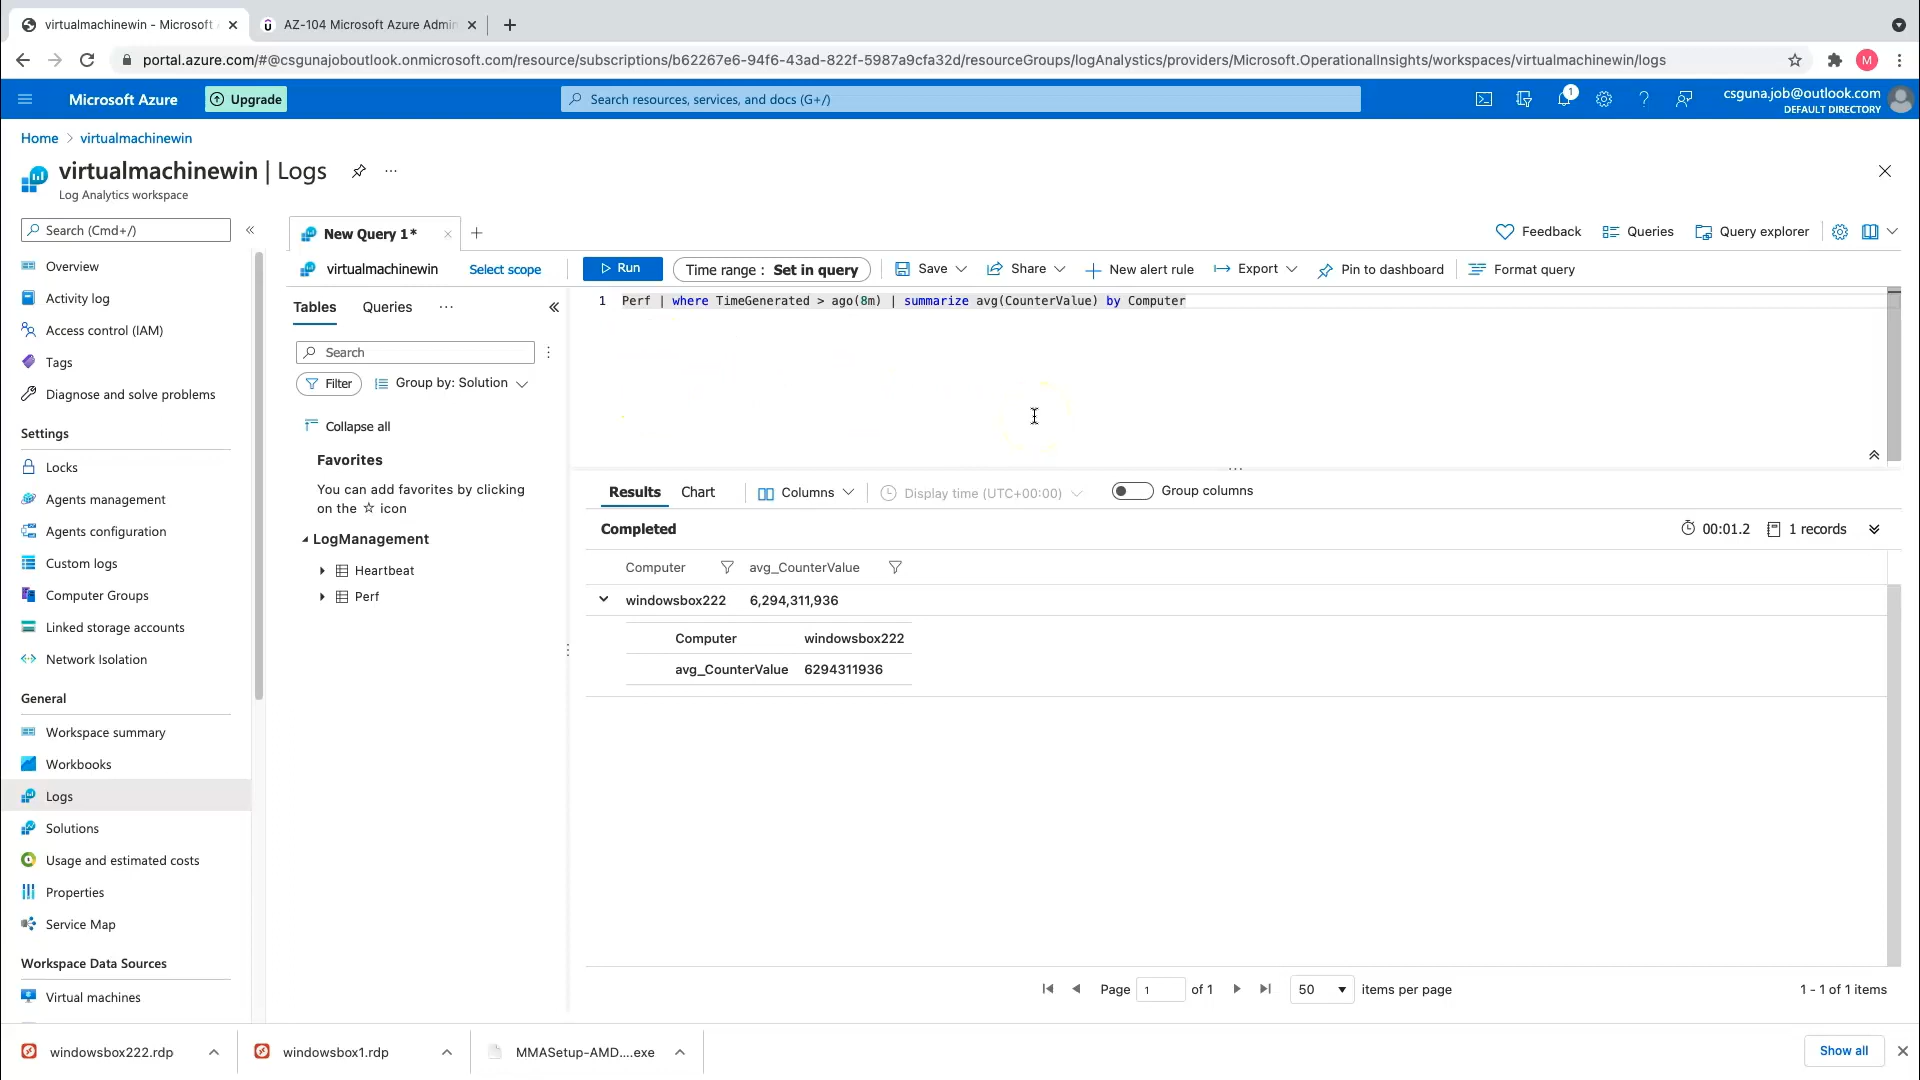 virtualmachinewin - Microsoft
AZ-104 Microsoft Azure Admin
portal.azure.com/#@csgunajoboutlook.onmicrosoft.com/resource/subscriptions/b62267e6-94f6-43ad-822f-5987a9cfa32d/resourceGroups/logAnalystics/providers/Microsoft.OperationalInsights/workspaces/virtualmachinewin/logs
M
Microsoft Azure
Upgrade
Search resources, services, and docs (G+/)
1
csguna.job@outlook.com
DEFAULT DIRECTORY
Home > virtualmachinewin
virtualmachinewin | Logs
Log Analytics workspace
Search (Cmd+/)
Overview
Activity log
Access control (IAM)
Tags
Diagnose and solve problems
Settings
Locks
Agents management
Agents configuration
Custom logs
Computer Groups
Linked storage accounts
Network Isolation
General
Workspace summary
Workbooks
Logs
Solutions
Usage and estimated costs
Properties
Service Map
Workspace Data Sources
Virtual machines
New Query 1*
Feedback
Queries
Query explorer
virtualmachinewin
Select scope
Run
Time range : Set in query
Save
Share
New alert rule
Export
Pin to dashboard
Format query
Tables
Queries
Search
Filter
Group by: Solution
Collapse all
Favorites
You can add favorites by clicking
on the ☆ icon
LogManagement
Heartbeat
Perf
1 Perf | where TimeGenerated > ago(8m) | summarize avg(CounterValue) by Computer
Results
Chart
Columns
Display time (UTC+00:00)
Group columns
Completed
00:01.2
1 records
Computer avg_CounterValue
windowsbox222 6,294,311,936
Computer windowsbox222
avg_CounterValue 6294311936
Page 1 of 1
50 items per page
1 - 1 of 1 items
windowsbox222.rdp
windowsbox1.rdp
MMASetup-AMD....exe
Show all